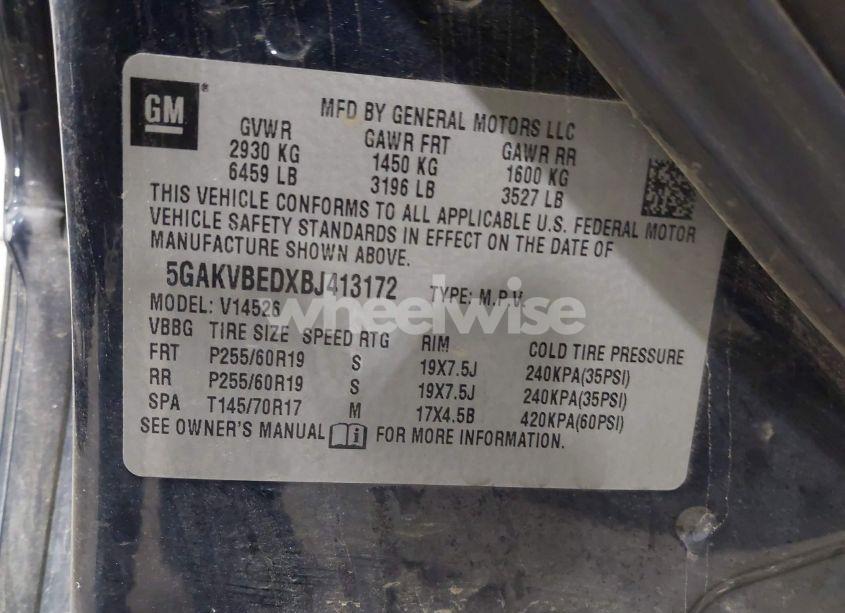 GM
MFD BY GENERAL MOTORS LLC
GVWR GAWR FRT GAWR RR
2930 KG 1450 KG 1600 KG
6459 LB 3196 LB 3527 LB
THIS VEHICLE CONFORMS TO ALL APPLICABLE U.S. FEDERAL MOTOR
VEHICLE SAFETY STANDARDS IN EFFECT ON THE DATE OF
MANUFACTURE SHOWN ABOVE.
5GAKVBEDXBJ413172 TYPE: M.P.V.
wheelwise
MODEL: V14526
VBBG TIRE SIZE SPEED RTG RIM COLD TIRE PRESSURE
FRT P255/60R19 S 19X7.5J 240KPA(35PSI)
RR P255/60R19 S 19X7.5J 240KPA(35PSI)
SPA T145/70R17 M 17X4.5B 420KPA(60PSI)
SEE OWNER'S MANUAL i FOR MORE INFORMATION.